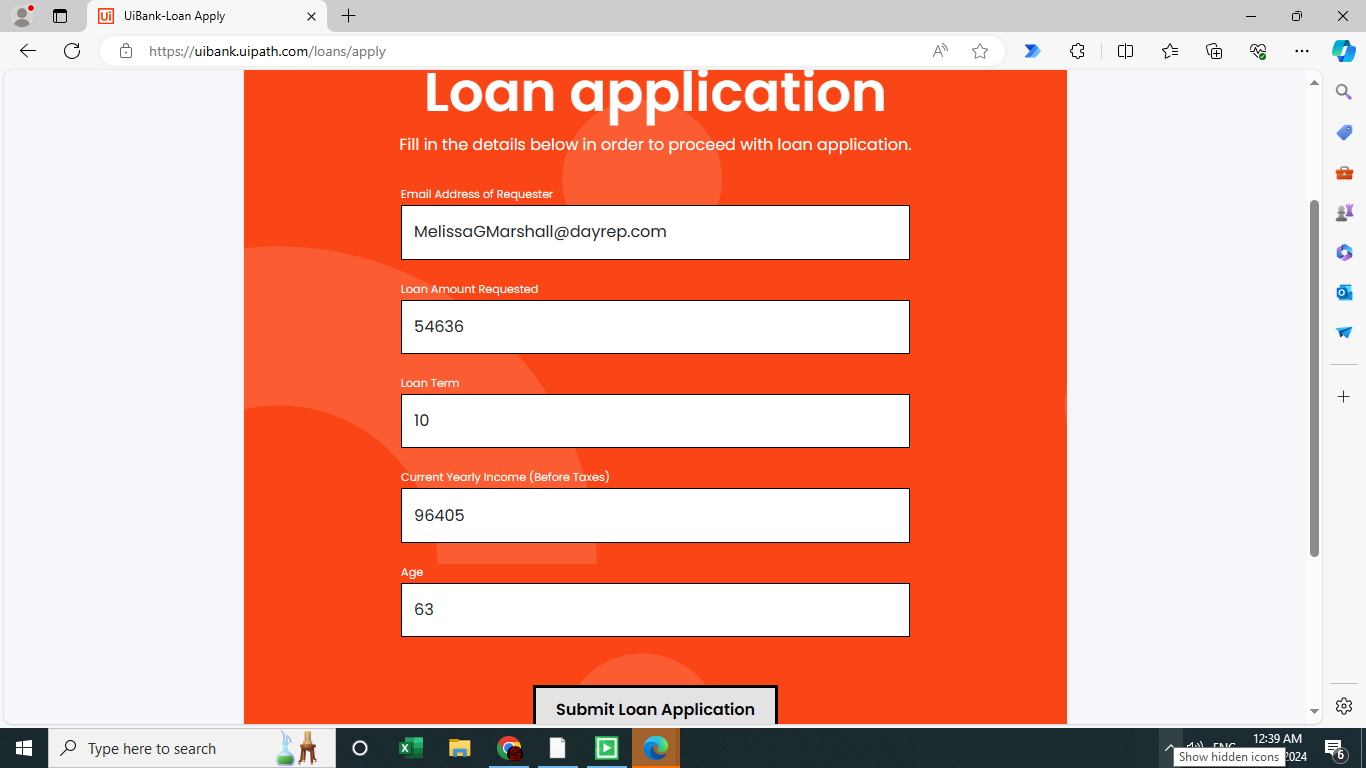 UiBank-Loan Apply
https://uibank.uipath.com/loans/apply
Loan application
Fill in the details below in order to proceed with loan application.
Email Address of Requester
MelissaGMarshall@dayrep.com
Loan Amount Requested
54636
Loan Term
10
Current Yearly Income (Before Taxes)
96405
Age
63
Submit Loan Application
Type here to search
12:39 AM
2024
Show hidden icons
6